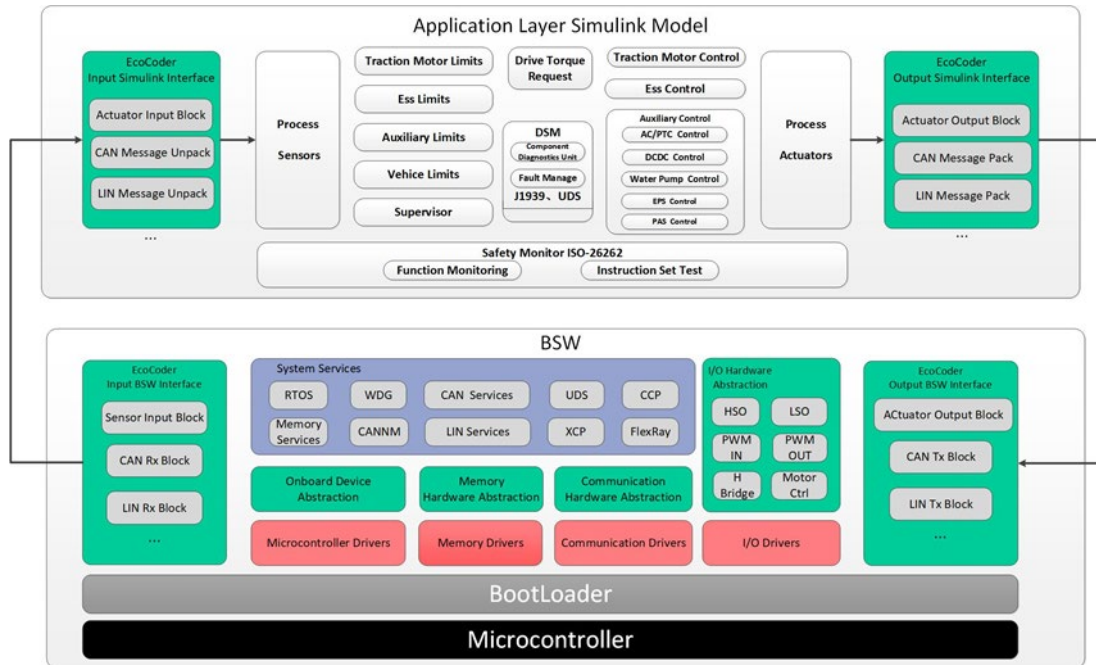 Application Layer Simulink Model
EcoCoder
Input Simulink Interface
Actuator Input Block
CAN Message Unpack
LIN Message Unpack
...
Process
Sensors
Traction Motor Limits
Ess Limits
Auxiliary Limits
Vehice Limits
Supervisor
Drive Torque
Request
DSM
Component
Diagnostics Unit
Fault Manage
J1939、UDS
Traction Motor Control
Ess Control
Auxiliary Control
AC/PTC Control
DCDC Control
Water Pump Control
EPS Control
PAS Control
Process
Actuators
EcoCoder
Output Simulink Interface
Actuator Output Block
CAN Message Pack
LIN Message Pack
...
Safety Monitor ISO-26262
Function Monitoring
Instruction Set Test
BSW
EcoCoder
Input BSW Interface
Sensor Input Block
CAN Rx Block
LIN Rx Block
...
System Services
RTOS
WDG
CAN Services
UDS
CCP
Memory
Services
CANNM
LIN Services
XCP
FlexRay
Onboard Device
Abstraction
Memory
Hardware Abstraction
Communication
Hardware Abstraction
Microcontroller Drivers
Memory Drivers
Communication Drivers
I/O Hardware
Abstraction
HSO
LSO
PWM
IN
PWM
OUT
H
Bridge
Motor
Ctrl
I/O Drivers
EcoCoder
Output BSW Interface
ACtuator Output Block
CAN Tx Block
LIN Tx Block
...
BootLoader
Microcontroller